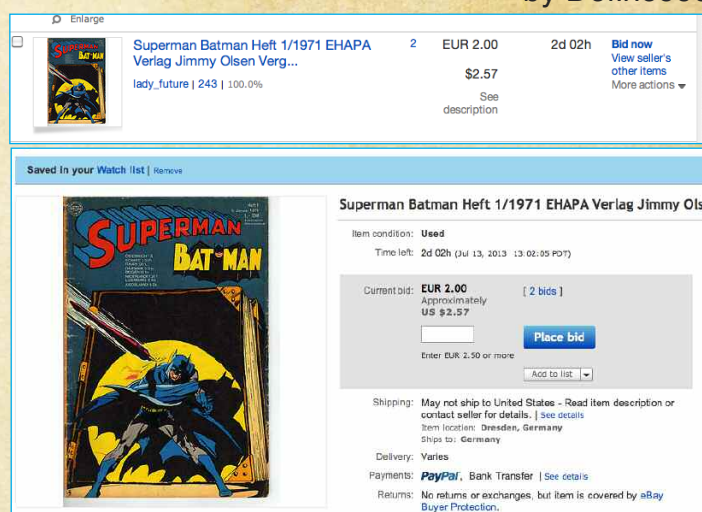 Enlarge
Superman Batman Heft 1/1971 EHAPA
Verlag Jimmy Olsen Verg...
lady_future | 243 | 100.0%
2
EUR 2.00
$2.57
See
description
2d 02h
Bid now
View seller's
other items
More actions
Saved in your Watch list | Remove
SUPERMAN
BATMAN
Superman Batman Heft 1/1971 EHAPA Verlag Jimmy Ols
Item condition: Used
Time left: 2d 02h (Jul 13, 2013 13:02:05 PDT)
Current bid: EUR 2.00 [ 2 bids ]
Approximately
US $2.57
Place bid
Enter EUR 2.50 or more
Add to list
Shipping: May not ship to United States - Read item description or
contact seller for details. | See details
Item location: Dresden, Germany
Ships to: Germany
Delivery: Varies
Payments: PayPal, Bank Transfer | See details
Returns: No returns or exchanges, but item is covered by eBay
Buyer Protection.